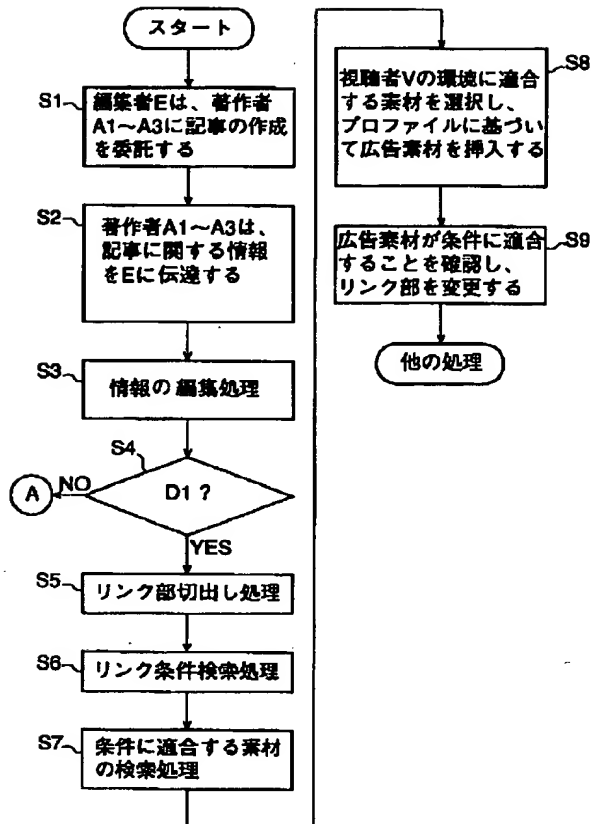 スタート
S1
編集者Eは、著作者
A1〜A3に記事の作成
を委託する
S2
著作者A1〜A3は、
記事に関する情報
をEに伝達する
S3
情報の編集処理
S4
D1？
NO
A
YES
S5
リンク部切出し処理
S6
リンク条件検索処理
S7
条件に適合する素材
の検索処理
S8
視聴者Vの環境に適合
する素材を選択し、
プロファイルに基づい
て広告素材を挿入する
S9
広告素材が条件に適合
することを確認し、
リンク部を変更する
他の処理